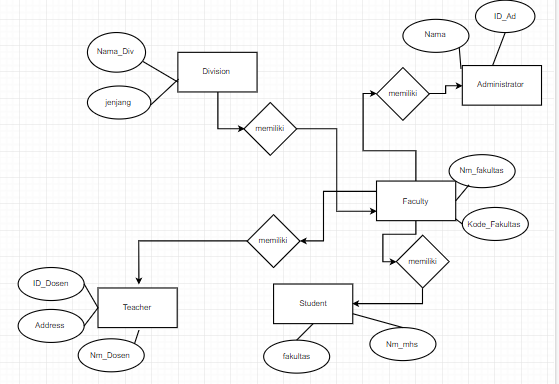 ID_Ad
Nama
Nama_Div
Division
Administrator
jenjang
memiliki
memiliki
Nm_fakultas
Faculty
Kode_Fakultas
memiliki
memiliki
ID_Dosen
Teacher
Student
Address
Nm_mhs
Nm_Dosen
fakultas